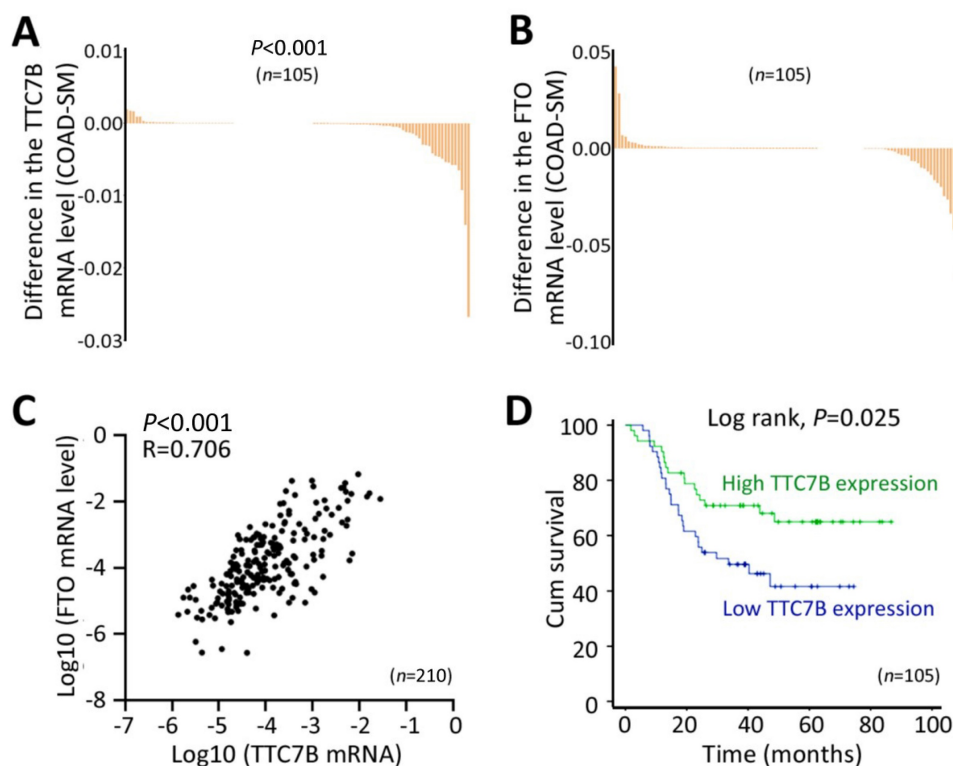 A
0.01
P<0.001
(n=105)
0.00
-0.01
-0.02
-0.03
Difference in the TTC7B
mRNA level (COAD-SM)
B
0.05
(n=105)
0.00
-0.05
-0.10
Difference in the FTO
mRNA level (COAD-SM)
C
P<0.001
R=0.706
0
-2
-4
-6
-8
Log10 (FTO mRNA level)
(n=210)
-7 -6 -5 -4 -3 -2 -1 0
Log10 (TTC7B mRNA)
D
Log rank, P=0.025
100
80
60
40
20
0
Cum survival
High TTC7B expression
Low TTC7B expression
(n=105)
0 20 40 60 80 100
Time (months)